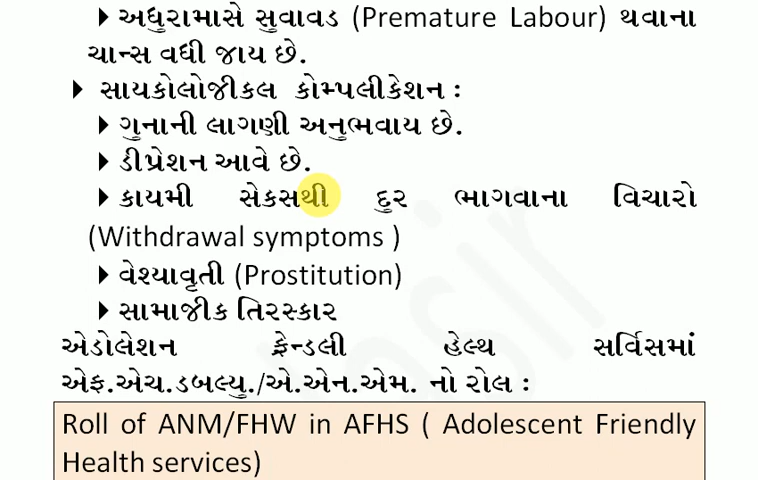 અધુરામાસે સુવાવડ (Premature Labour) થવાના
ચાન્સ વધી જાય છે.
સાયકોલોજીકલ કોમ્પલીકેશન :
ગુનાની લાગણી અનુભવાય છે.
ડીપ્રેશન આવે છે.
કાયમી સેકસથી દુર ભાગવાના વિચારો
(Withdrawal symptoms )
વેશ્યાવૃતી (Prostitution)
સામાજીક તિરસ્કાર
એડોલેશન ફ્રેન્ડલી હેલ્થ સર્વિસમાં
એફ.એચ.ડબલ્યુ./એ.એન.એમ. નો રોલ :
Roll of ANM/FHW in AFHS ( Adolescent Friendly
Health services)